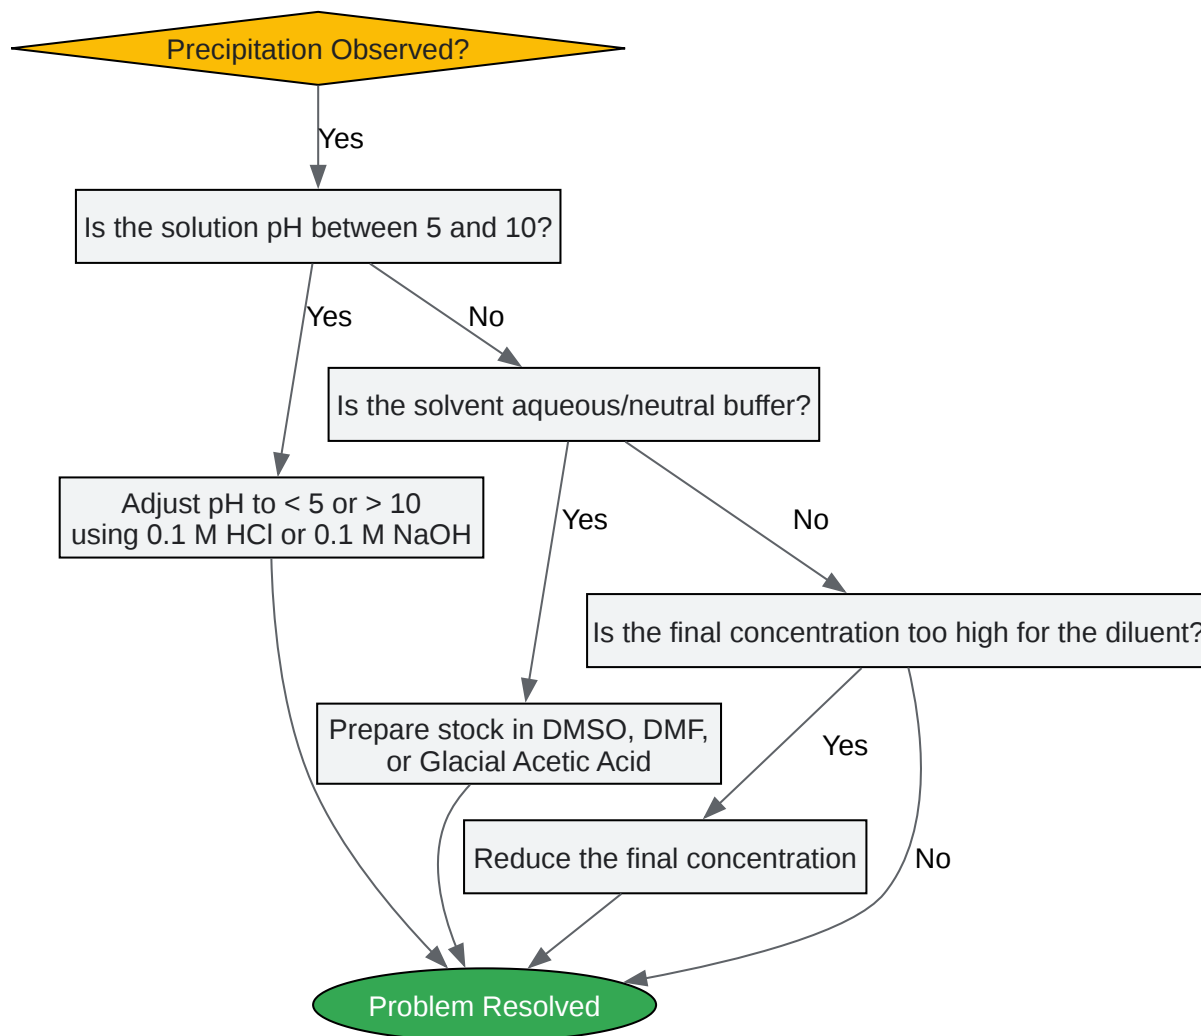 Precipitation Observed?
Yes
Is the solution pH between 5 and 10?
Yes
No
Is the solvent aqueous/neutral buffer?
Adjust pH to < 5 or > 10
using 0.1 M HCl or 0.1 M NaOH
Yes
No
Is the final concentration too high for the diluent?
Prepare stock in DMSO, DMF,
or Glacial Acetic Acid
Yes
Reduce the final concentration
No
Problem Resolved